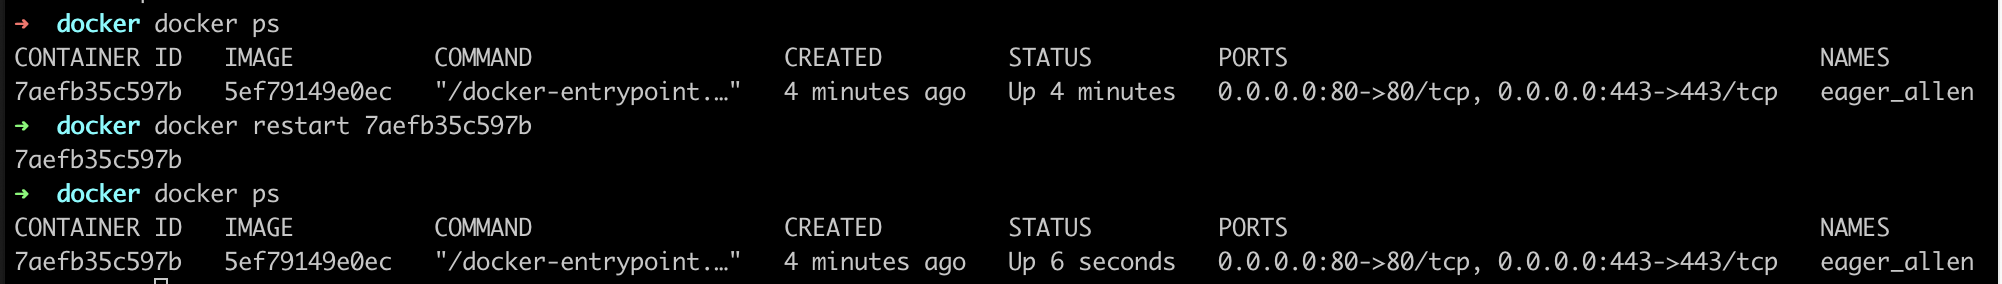 ➜  docker docker ps
CONTAINER ID   IMAGE          COMMAND                  CREATED         STATUS         PORTS                                      NAMES
7aefb35c597b   5ef79149e0ec   "/docker-entrypoint.…"   4 minutes ago   Up 4 minutes   0.0.0.0:80->80/tcp, 0.0.0.0:443->443/tcp   eager_allen
➜  docker docker restart 7aefb35c597b
7aefb35c597b
➜  docker docker ps
CONTAINER ID   IMAGE          COMMAND                  CREATED         STATUS         PORTS                                      NAMES
7aefb35c597b   5ef79149e0ec   "/docker-entrypoint.…"   4 minutes ago   Up 6 seconds   0.0.0.0:80->80/tcp, 0.0.0.0:443->443/tcp   eager_allen